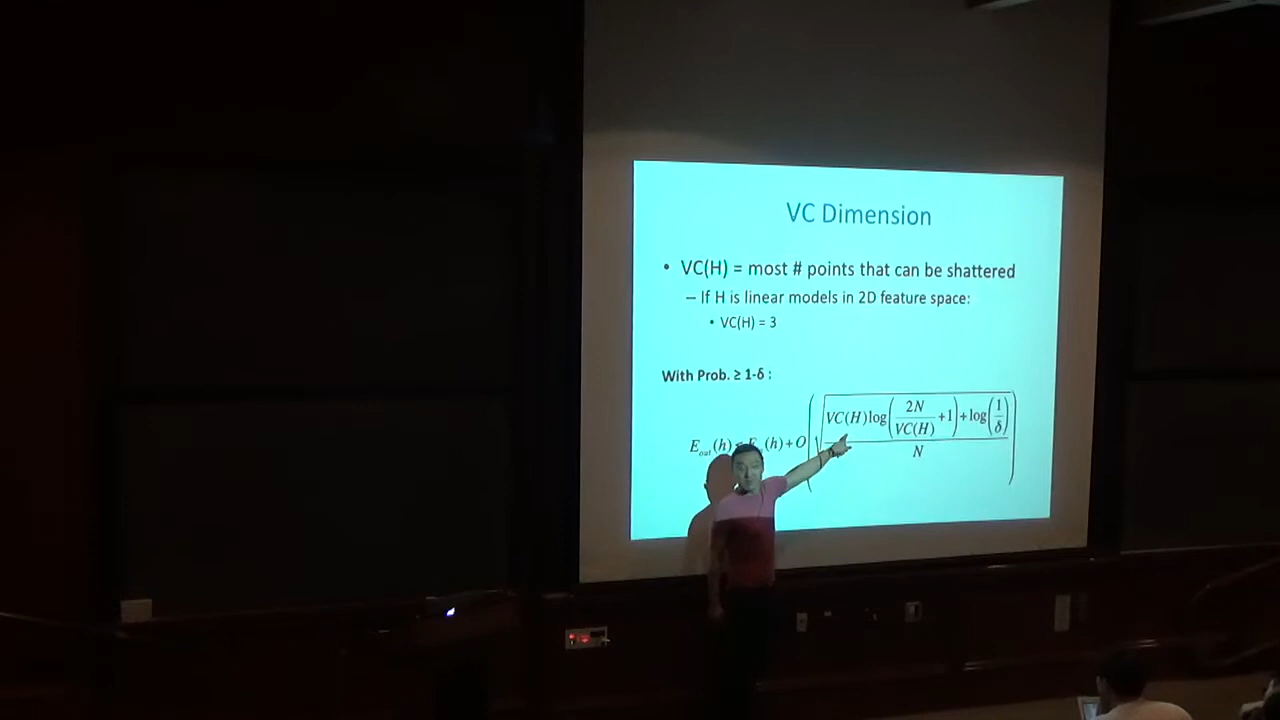 VC Dimension
• VC(H) = most # points that can be shattered
– If H is linear models in 2D feature space:
• VC(H) = 3
With Prob. ≥ 1-δ :
E_out(h) (h) + O(√((VC(H)log(2N/VC(H) + 1) + log(1/δ))/N))